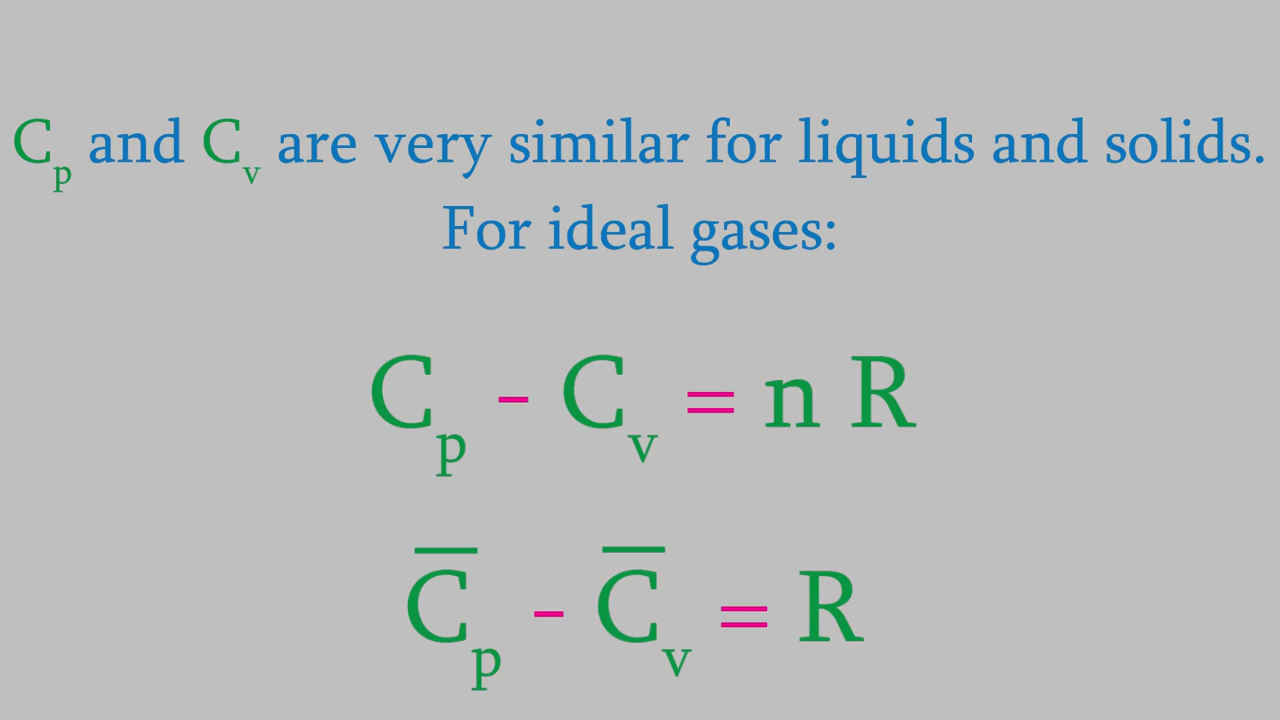 Cp and Cv are very similar for liquids and solids.
For ideal gases:
Cp - Cv = n R
C̅p - C̅v = R